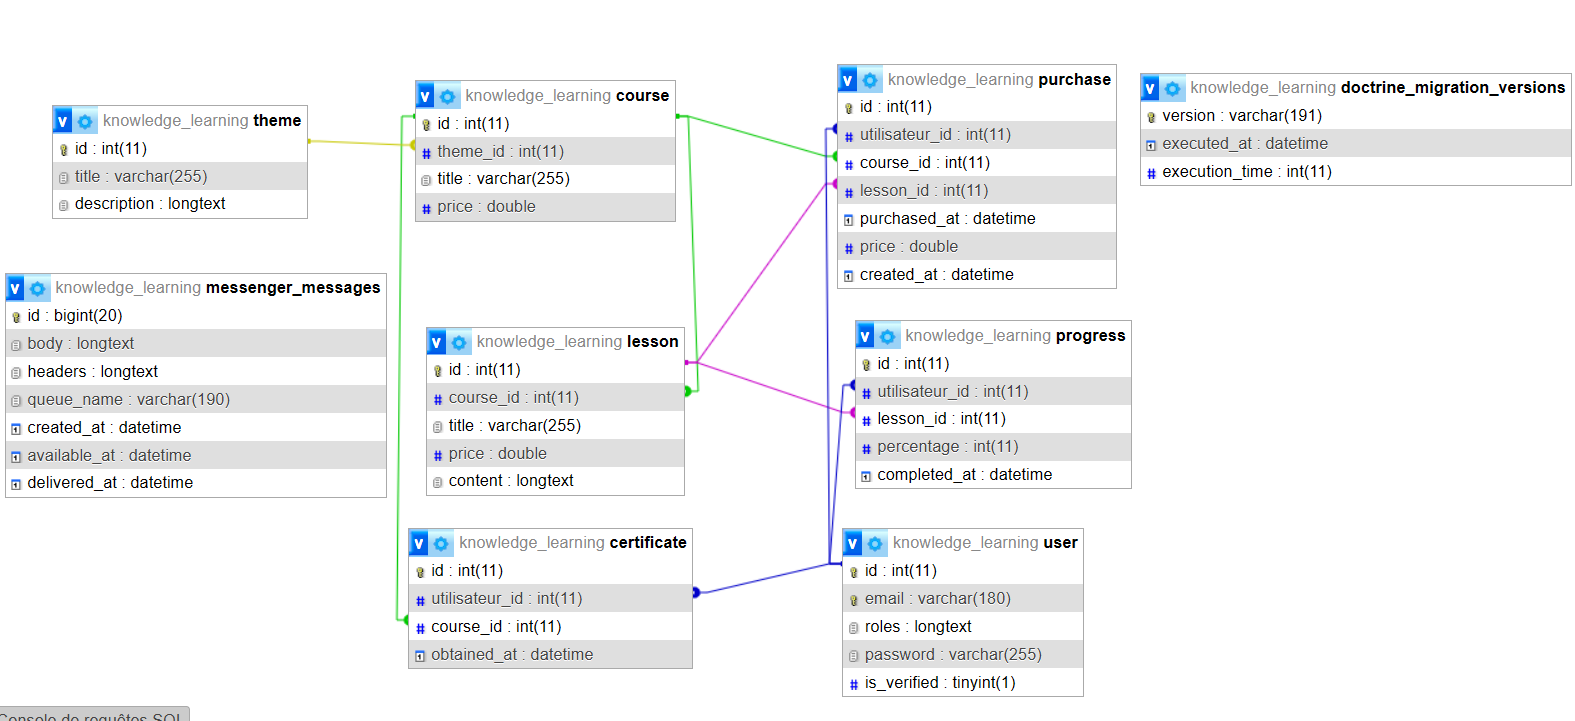 knowledge_learning theme
id : int(11)
title : varchar(255)
description : longtext
knowledge_learning messenger_messages
id : bigint(20)
body : longtext
headers : longtext
queue_name : varchar(190)
created_at : datetime
available_at : datetime
delivered_at : datetime
knowledge_learning course
id : int(11)
theme_id : int(11)
title : varchar(255)
price : double
knowledge_learning lesson
id : int(11)
course_id : int(11)
title : varchar(255)
price : double
content : longtext
knowledge_learning certificate
id : int(11)
utilisateur_id : int(11)
course_id : int(11)
obtained_at : datetime
knowledge_learning purchase
id : int(11)
utilisateur_id : int(11)
course_id : int(11)
lesson_id : int(11)
purchased_at : datetime
price : double
created_at : datetime
knowledge_learning progress
id : int(11)
utilisateur_id : int(11)
lesson_id : int(11)
percentage : int(11)
completed_at : datetime
knowledge_learning user
id : int(11)
email : varchar(180)
roles : longtext
password : varchar(255)
is_verified : tinyint(1)
knowledge_learning doctrine_migration_versions
version : varchar(191)
executed_at : datetime
execution_time : int(11)
Console de requêtes SQL